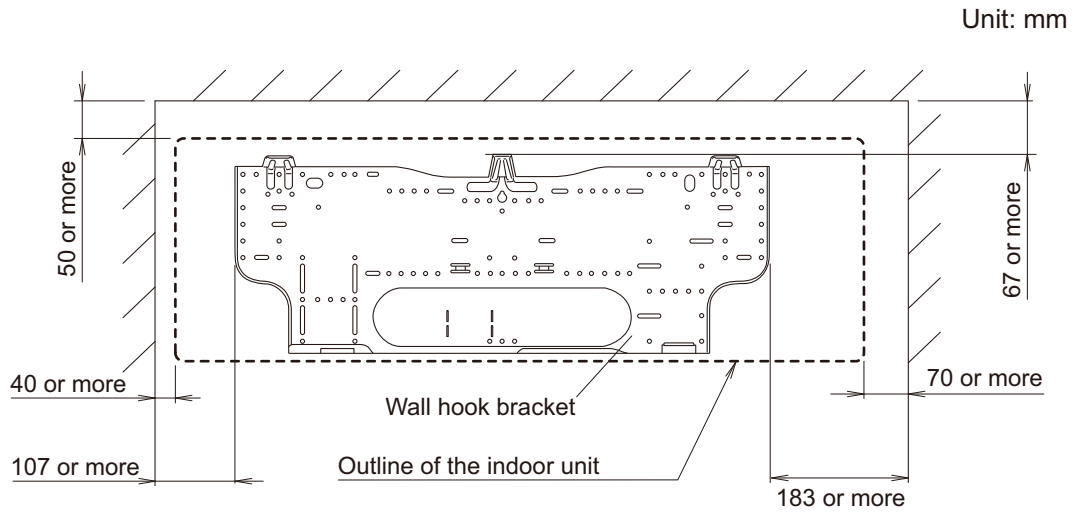 Unit: mm
50 or more
67 or more
40 or more
70 or more
Wall hook bracket
107 or more
Outline of the indoor unit
183 or more